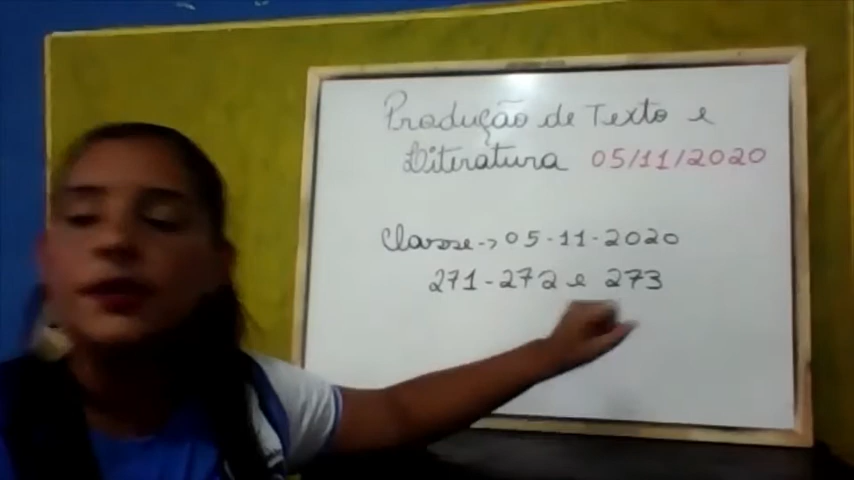 Produção de Texto e
Literatura 05/11/2020
Classe -> 05-11-2020
271-272 e 273